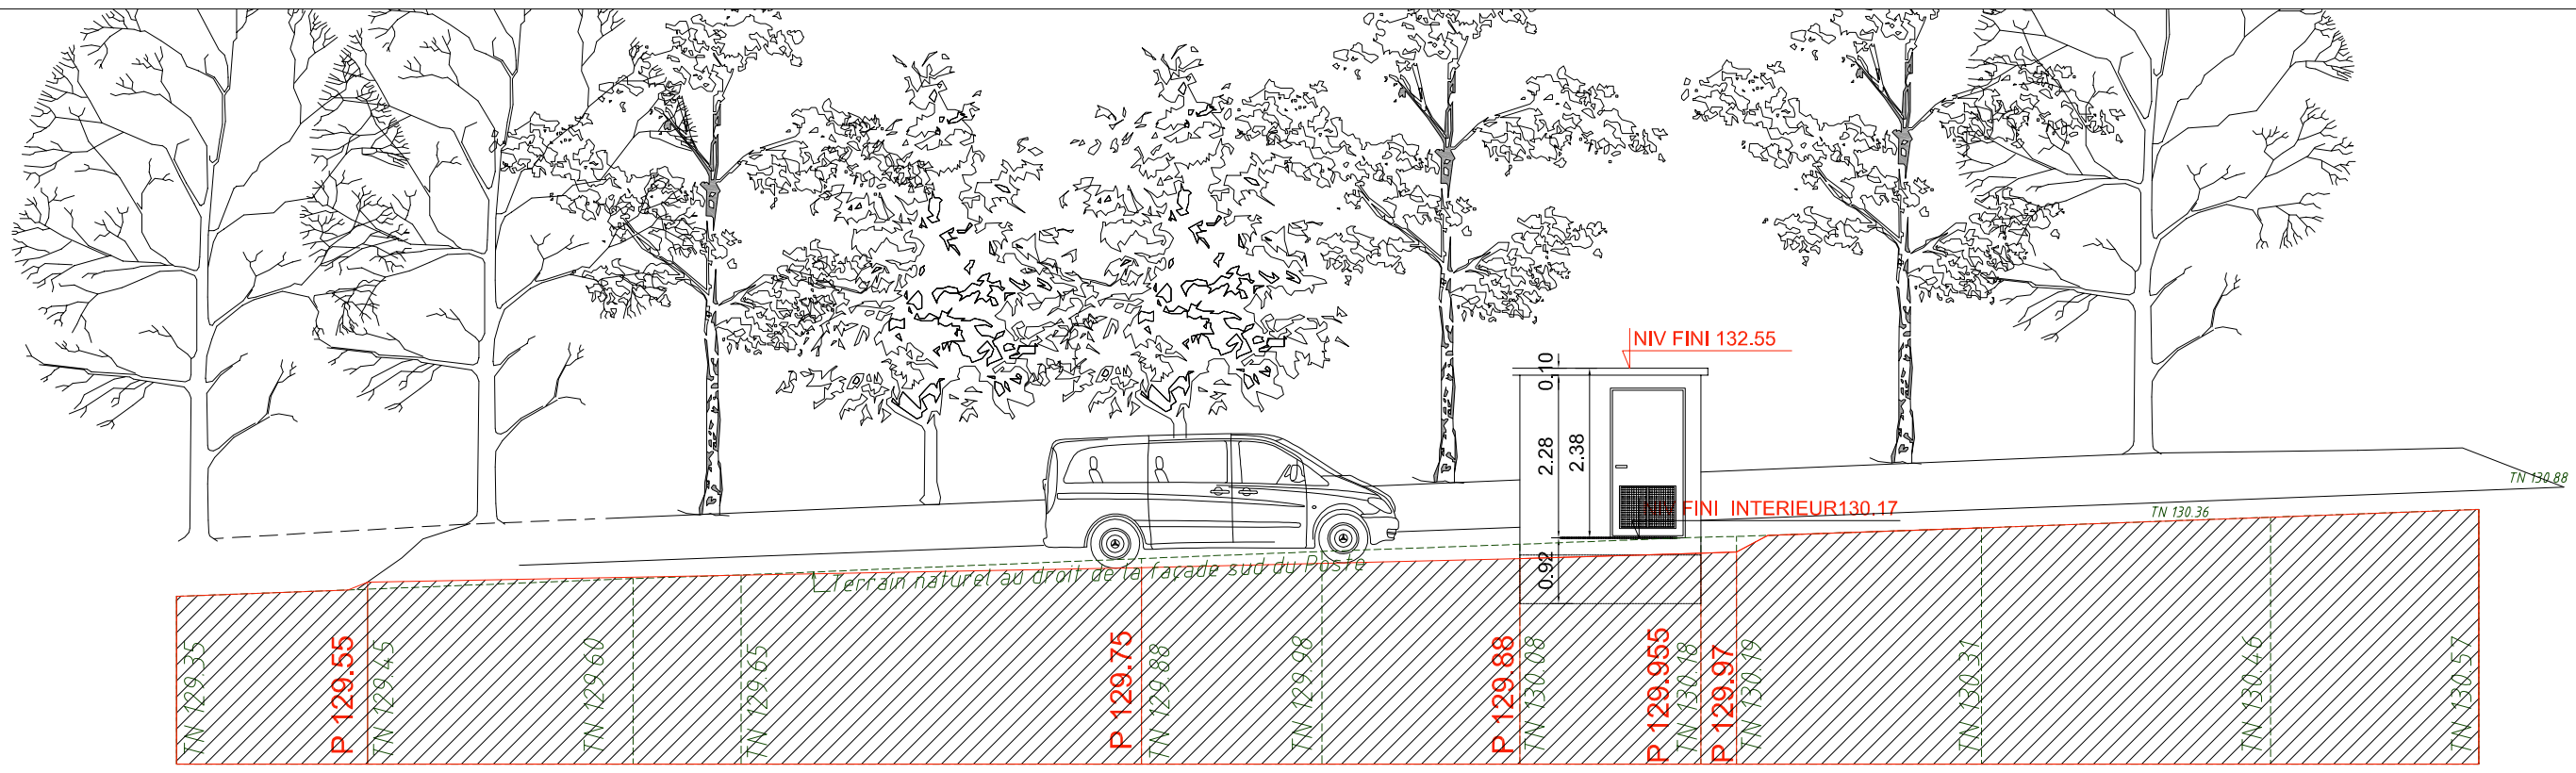 NIV FINI 132.55
0.10
2.28
2.38
0.92
NIV FINI INTERIEUR130.17
TN 130.88
TN 130.36
Terrain naturel au droit de la façade sud du Poste
TN 129.35
P 129.55
TN 129.45
TN 129.60
TN 129.65
P 129.75
TN 129.88
TN 129.98
P 129.88
TN 130.08
P 129.955
TN 130.18
P 129.97
TN 130.19
TN 130.31
TN 130.46
TN 130.57